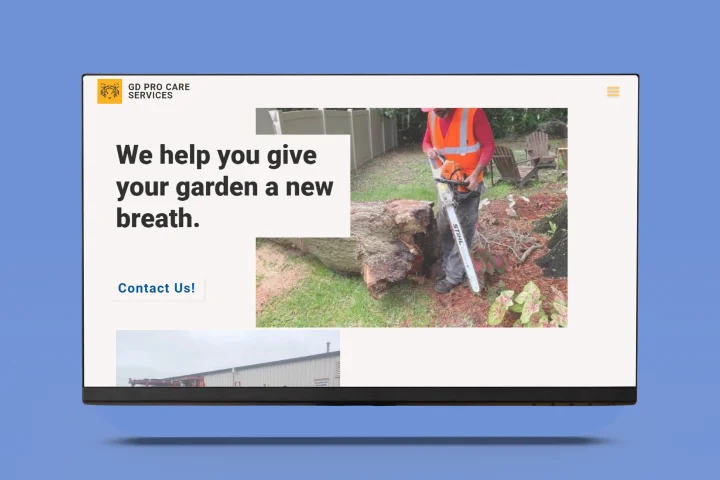 GD PRO CARE
SERVICES
We help you give
your garden a new
breath.
Contact Us!
STIHL